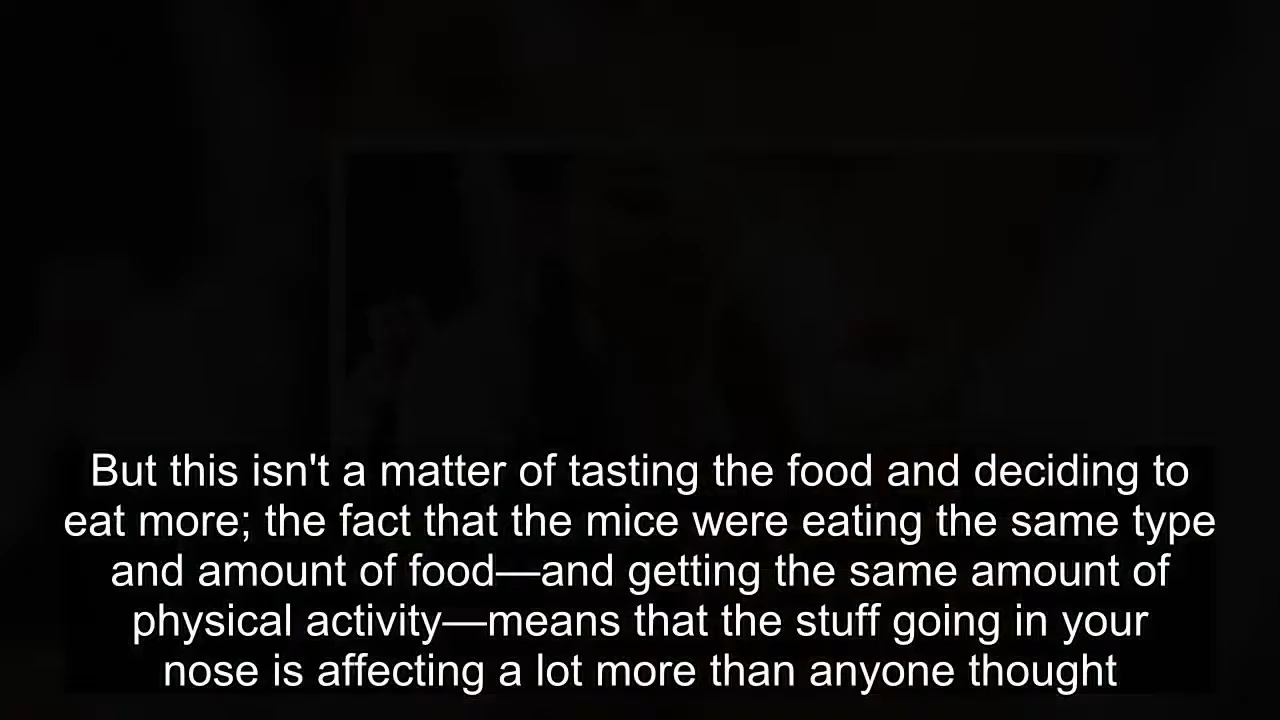 But this isn't a matter of tasting the food and deciding to
eat more; the fact that the mice were eating the same type
and amount of food—and getting the same amount of
physical activity—means that the stuff going in your
nose is affecting a lot more than anyone thought